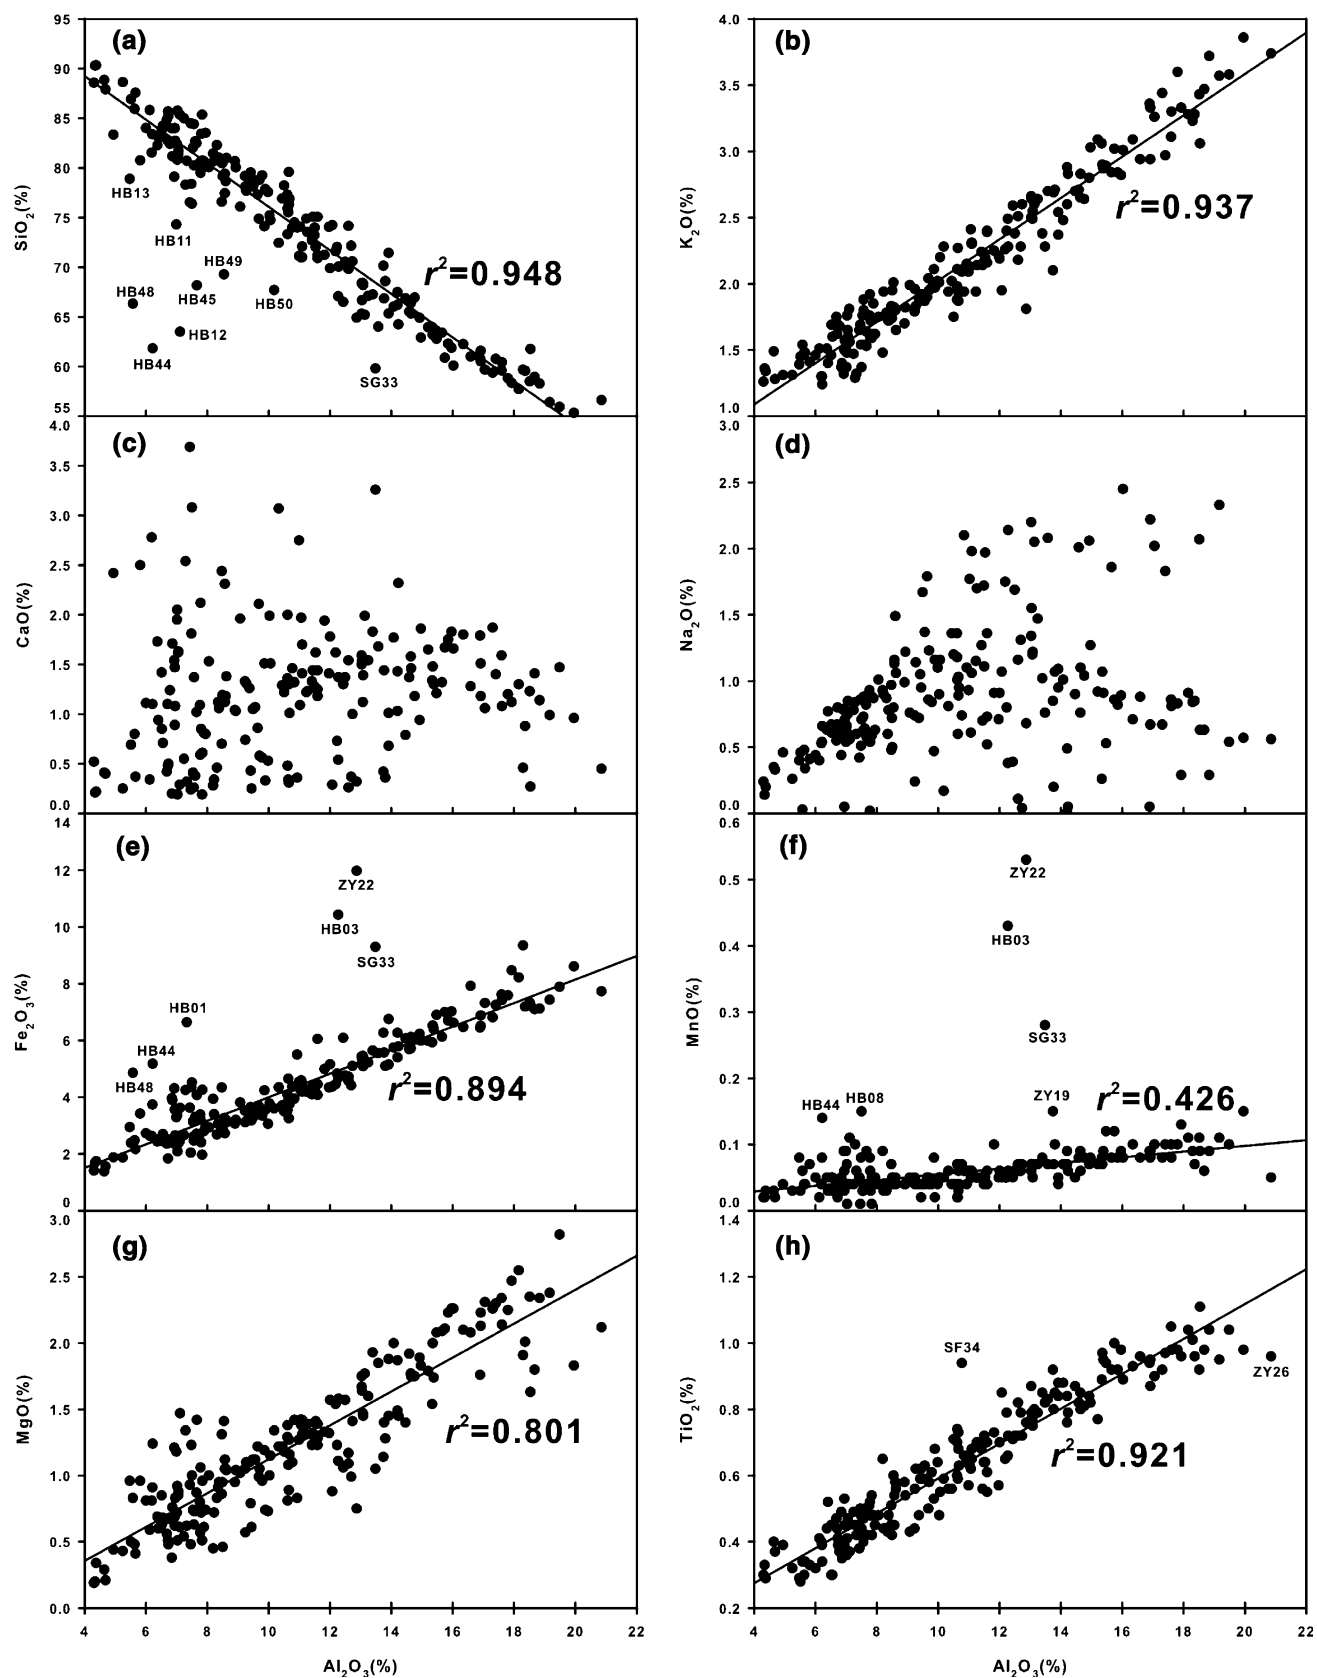 (a)
95
90
85
80
75
70
65
60
55
SiO2(%)
HB13
HB11
HB49
HB48
HB45
HB50
HB12
HB44
SG33
r2=0.948
(b)
4.0
3.5
3.0
2.5
2.0
1.5
1.0
K2O(%)
r2=0.937
(c)
4.0
3.5
3.0
2.5
2.0
1.5
1.0
0.5
0.0
CaO(%)
(d)
3.0
2.5
2.0
1.5
1.0
0.5
0.0
Na2O(%)
(e)
14
12
10
8
6
4
2
0
Fe2O3(%)
ZY22
HB03
SG33
HB01
HB44
HB48
r2=0.894
(f)
0.6
0.5
0.4
0.3
0.2
0.1
0
MnO(%)
ZY22
HB03
SG33
HB44
HB08
ZY19
r2=0.426
(g)
3.0
2.5
2.0
1.5
1.0
0.5
0.0
MgO(%)
r2=0.801
4 6 8 10 12 14 16 18 20 22
Al2O3(%)
(h)
1.4
1.2
1.0
0.8
0.6
0.4
0.2
TiO2(%)
SF34
ZY26
r2=0.921
4 6 8 10 12 14 16 18 20 22
Al2O3(%)